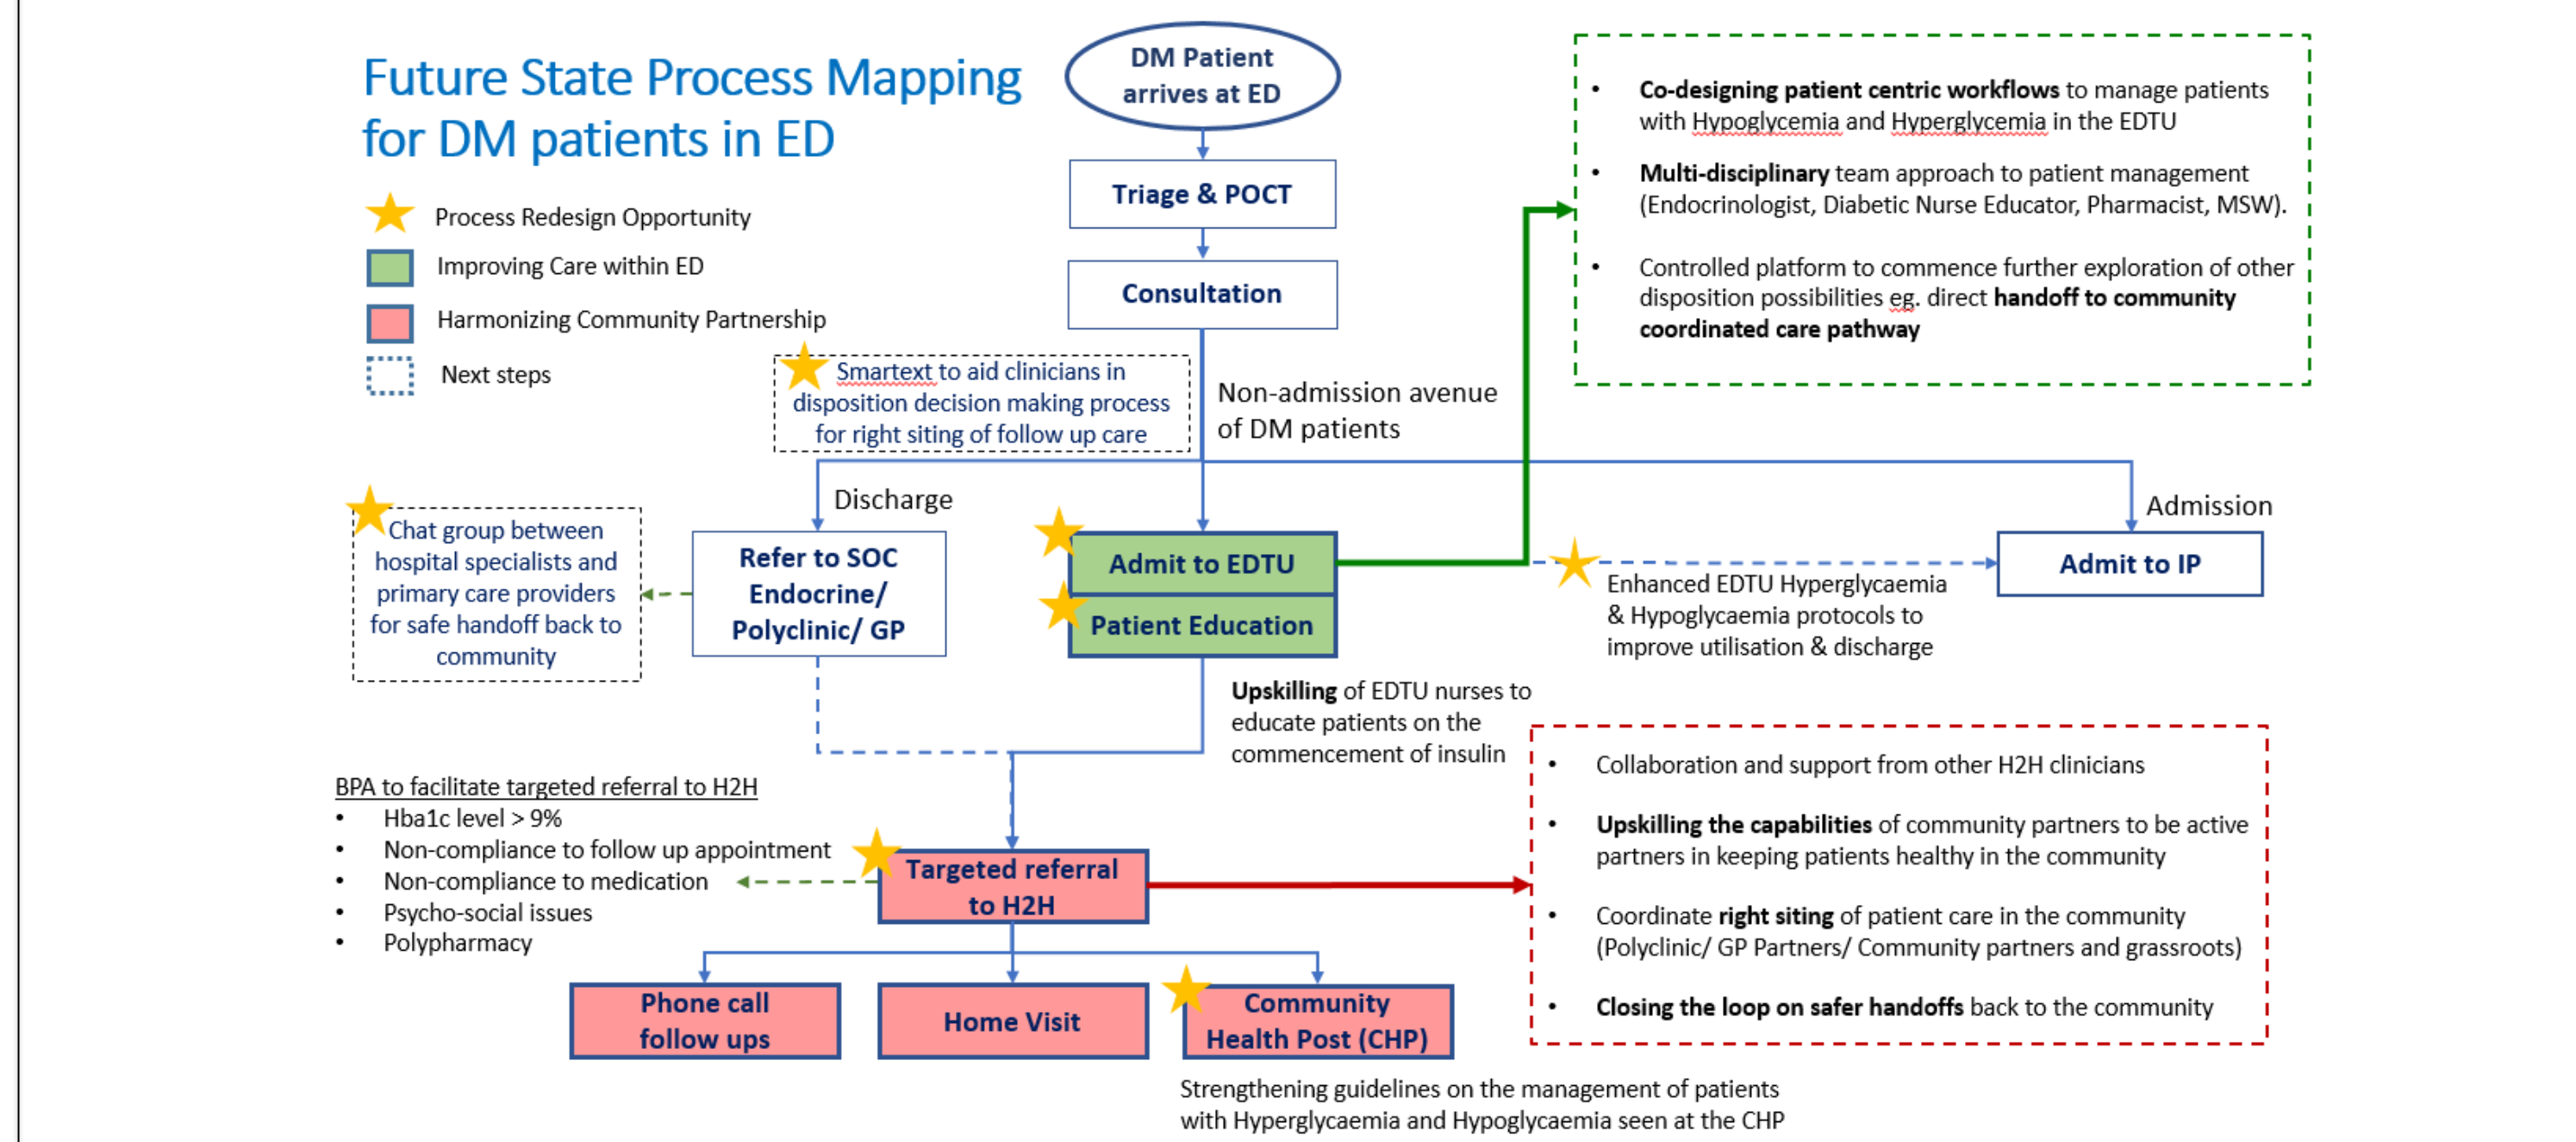 Future State Process Mapping
for DM patients in ED
Process Redesign Opportunity
Improving Care within ED
Harmonizing Community Partnership
Next steps
DM Patient
arrives at ED
Triage & POCT
Consultation
• Co-designing patient centric workflows to manage patients
with Hypoglycemia and Hyperglycemia in the EDTU
• Multi-disciplinary team approach to patient management
(Endocrinologist, Diabetic Nurse Educator, Pharmacist, MSW).
• Controlled platform to commence further exploration of other
disposition possibilities eg. direct handoff to community
coordinated care pathway
Smartext to aid clinicians in
disposition decision making process
for right siting of follow up care
Non-admission avenue
of DM patients
Discharge
Admission
Chat group between
hospital specialists and
primary care providers
for safe handoff back to
community
Refer to SOC
Endocrine/
Polyclinic/ GP
Admit to EDTU
Patient Education
Admit to IP
Enhanced EDTU Hyperglycaemia
& Hypoglycaemia protocols to
improve utilisation & discharge
Upskilling of EDTU nurses to
educate patients on the
commencement of insulin
BPA to facilitate targeted referral to H2H
• Hba1c level > 9%
• Non-compliance to follow up appointment
• Non-compliance to medication
• Psycho-social issues
• Polypharmacy
Targeted referral
to H2H
• Collaboration and support from other H2H clinicians
• Upskilling the capabilities of community partners to be active
partners in keeping patients healthy in the community
• Coordinate right siting of patient care in the community
(Polyclinic/ GP Partners/ Community partners and grassroots)
• Closing the loop on safer handoffs back to the community
Phone call
follow ups
Home Visit
Community
Health Post (CHP)
Strengthening guidelines on the management of patients
with Hyperglycaemia and Hypoglycaemia seen at the CHP